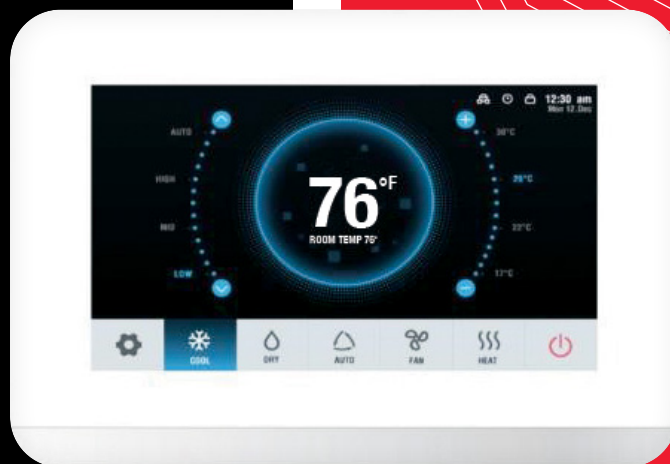 12:30 am
Mon 12.Dec
AUTO
30°C
HIGH
26°C
76°F
ROOM TEMP 76°
MID
22°C
LOW
17°C
COOL
DRY
AUTO
FAN
HEAT